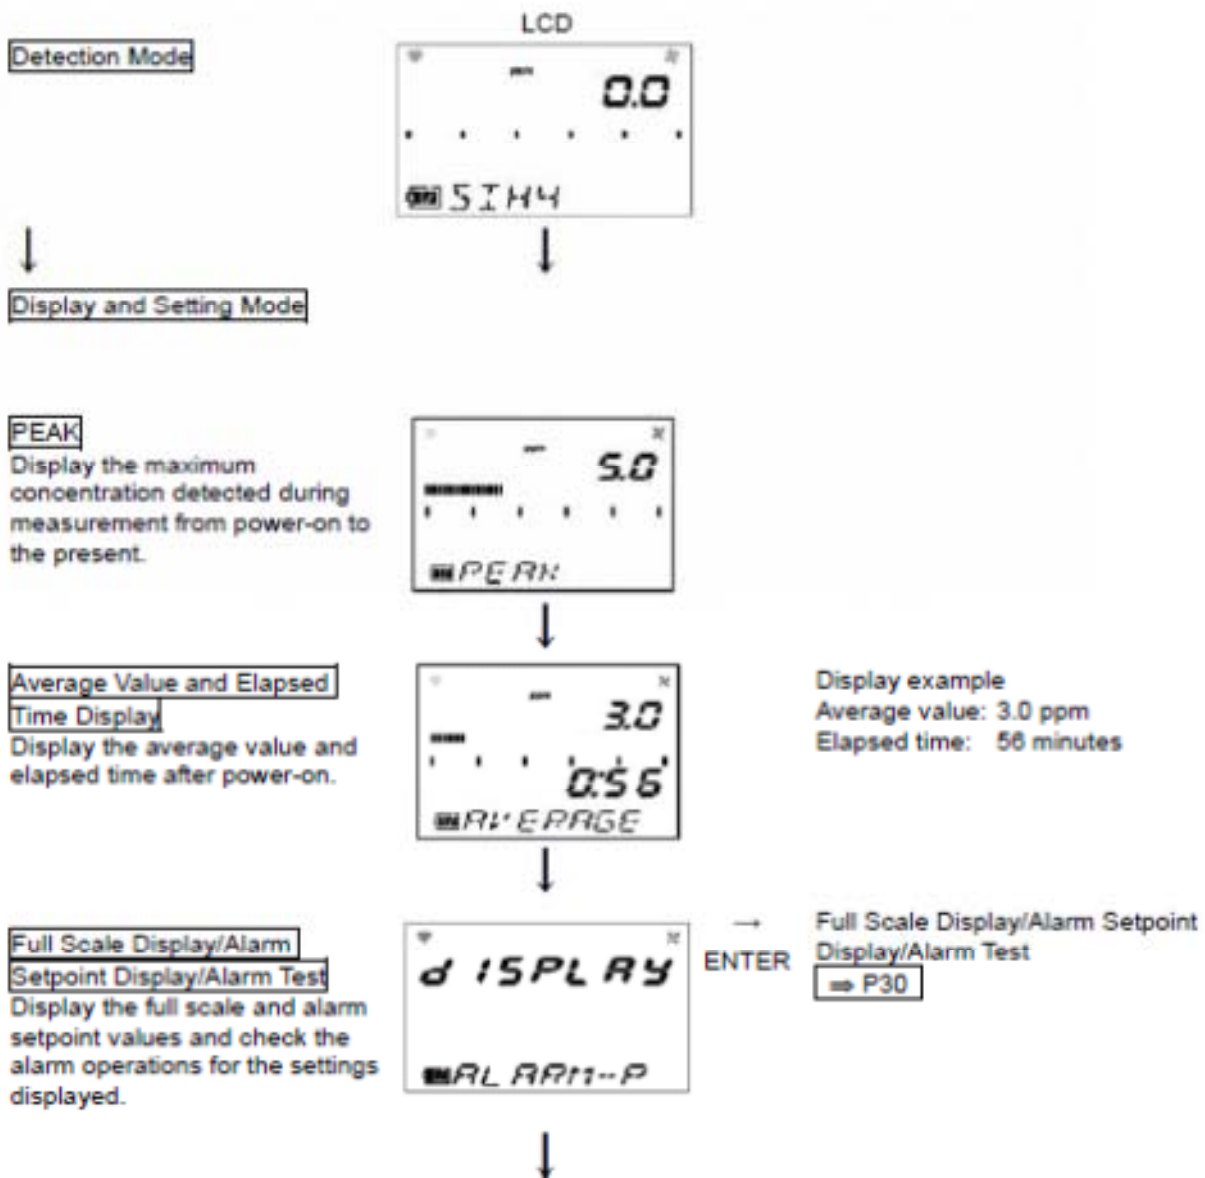 LCD
Detection Mode
ppm
0.0
SIH4
Display and Setting Mode
PEAK
Display the maximum
concentration detected during
measurement from power-on to
the present.
ppm
5.0
PEAK
Average Value and Elapsed
Time Display
Display the average value and
elapsed time after power-on.
ppm
3.0
0:56
AVERAGE
Display example
Average value: 3.0 ppm
Elapsed time: 56 minutes
Full Scale Display/Alarm
Setpoint Display/Alarm Test
Display the full scale and alarm
setpoint values and check the
alarm operations for the settings
displayed.
dISPLAY
ALARM--P
→
ENTER
Full Scale Display/Alarm Setpoint
Display/Alarm Test
⇒ P30